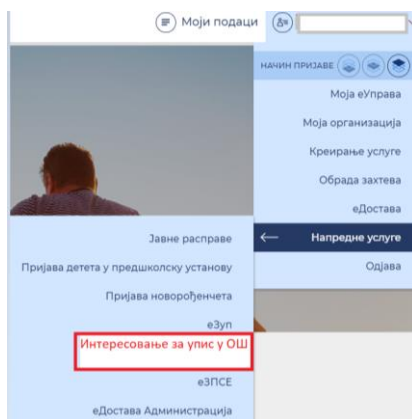 Моји подаци
НАЧИН ПРИЈАВЕ
Моја еУправа
Моја организација
Креирање услуге
Обрада захтева
еДостава
Напредне услуге
Одјава
Јавне расправе
Пријава детета у предшколску установу
Пријава новорођенчета
еЗуп
Интересовање за упис у ОШ
еЗПСЕ
еДостава Администрација